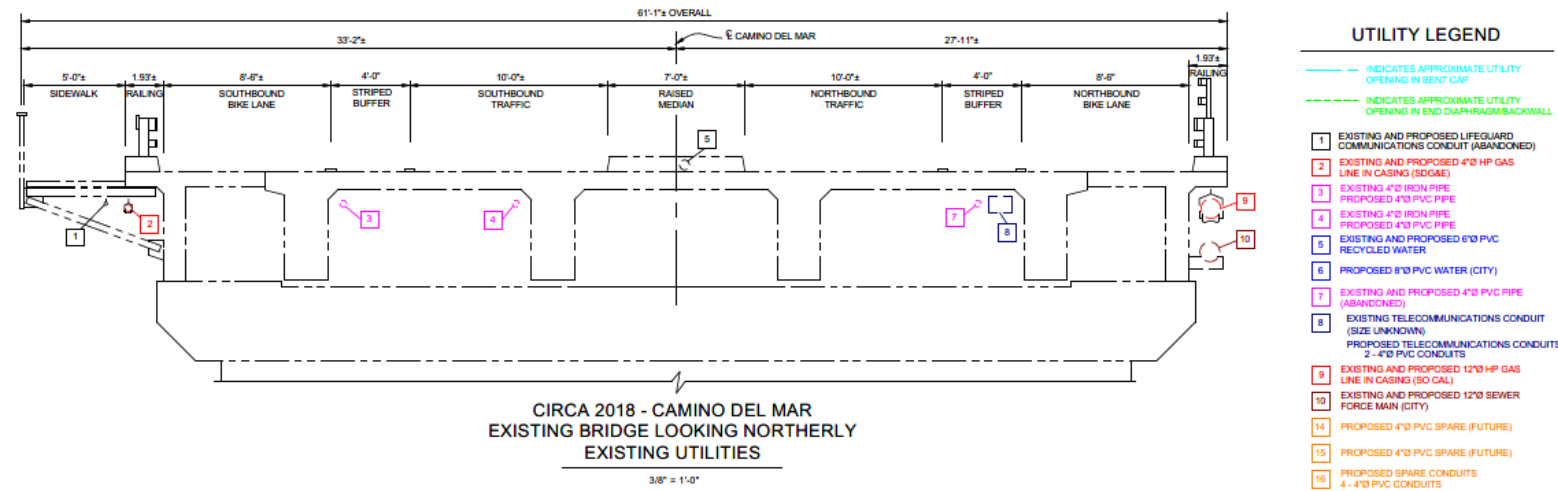 61'-1"± OVERALL
33'-2"±
℄ CAMINO DEL MAR
27'-11"±
5'-0"±
SIDEWALK
1.93'±
RAILING
8'-6"±
SOUTHBOUND
BIKE LANE
4'-0"
STRIPED
BUFFER
10'-0"±
SOUTHBOUND
TRAFFIC
7'-0"±
RAISED
MEDIAN
10'-0"±
NORTHBOUND
TRAFFIC
4'-0"
STRIPED
BUFFER
8'-6"
NORTHBOUND
BIKE LANE
1.93'±
RAILING
5
1
2
3
4
7
8
9
10
CIRCA 2018 - CAMINO DEL MAR
EXISTING BRIDGE LOOKING NORTHERLY
EXISTING UTILITIES
3/8" = 1'-0"
UTILITY LEGEND
INDICATES APPROXIMATE UTILITY
OPENING IN BENT CAP
INDICATES APPROXIMATE UTILITY
OPENING IN END DIAPHRAGM/BACKWALL
1 EXISTING AND PROPOSED LIFEGUARD
COMMUNICATIONS CONDUIT (ABANDONED)
2 EXISTING AND PROPOSED 4"Ø HP GAS
LINE IN CASING (SDG&E)
3 EXISTING 4"Ø IRON PIPE
PROPOSED 4"Ø PVC PIPE
4 EXISTING 4"Ø IRON PIPE
PROPOSED 4"Ø PVC PIPE
5 EXISTING AND PROPOSED 6"Ø PVC
RECYCLED WATER
6 PROPOSED 8"Ø PVC WATER (CITY)
7 EXISTING AND PROPOSED 4"Ø PVC PIPE
(ABANDONED)
8 EXISTING TELECOMMUNICATIONS CONDUIT
(SIZE UNKNOWN)
PROPOSED TELECOMMUNICATIONS CONDUITS
2 - 4"Ø PVC CONDUITS
9 EXISTING AND PROPOSED 12"Ø HP GAS
LINE IN CASING (SO CAL)
10 EXISTING AND PROPOSED 12"Ø SEWER
FORCE MAIN (CITY)
14 PROPOSED 4"Ø PVC SPARE (FUTURE)
15 PROPOSED 4"Ø PVC SPARE (FUTURE)
16 PROPOSED SPARE CONDUITS
4 - 4"Ø PVC CONDUITS